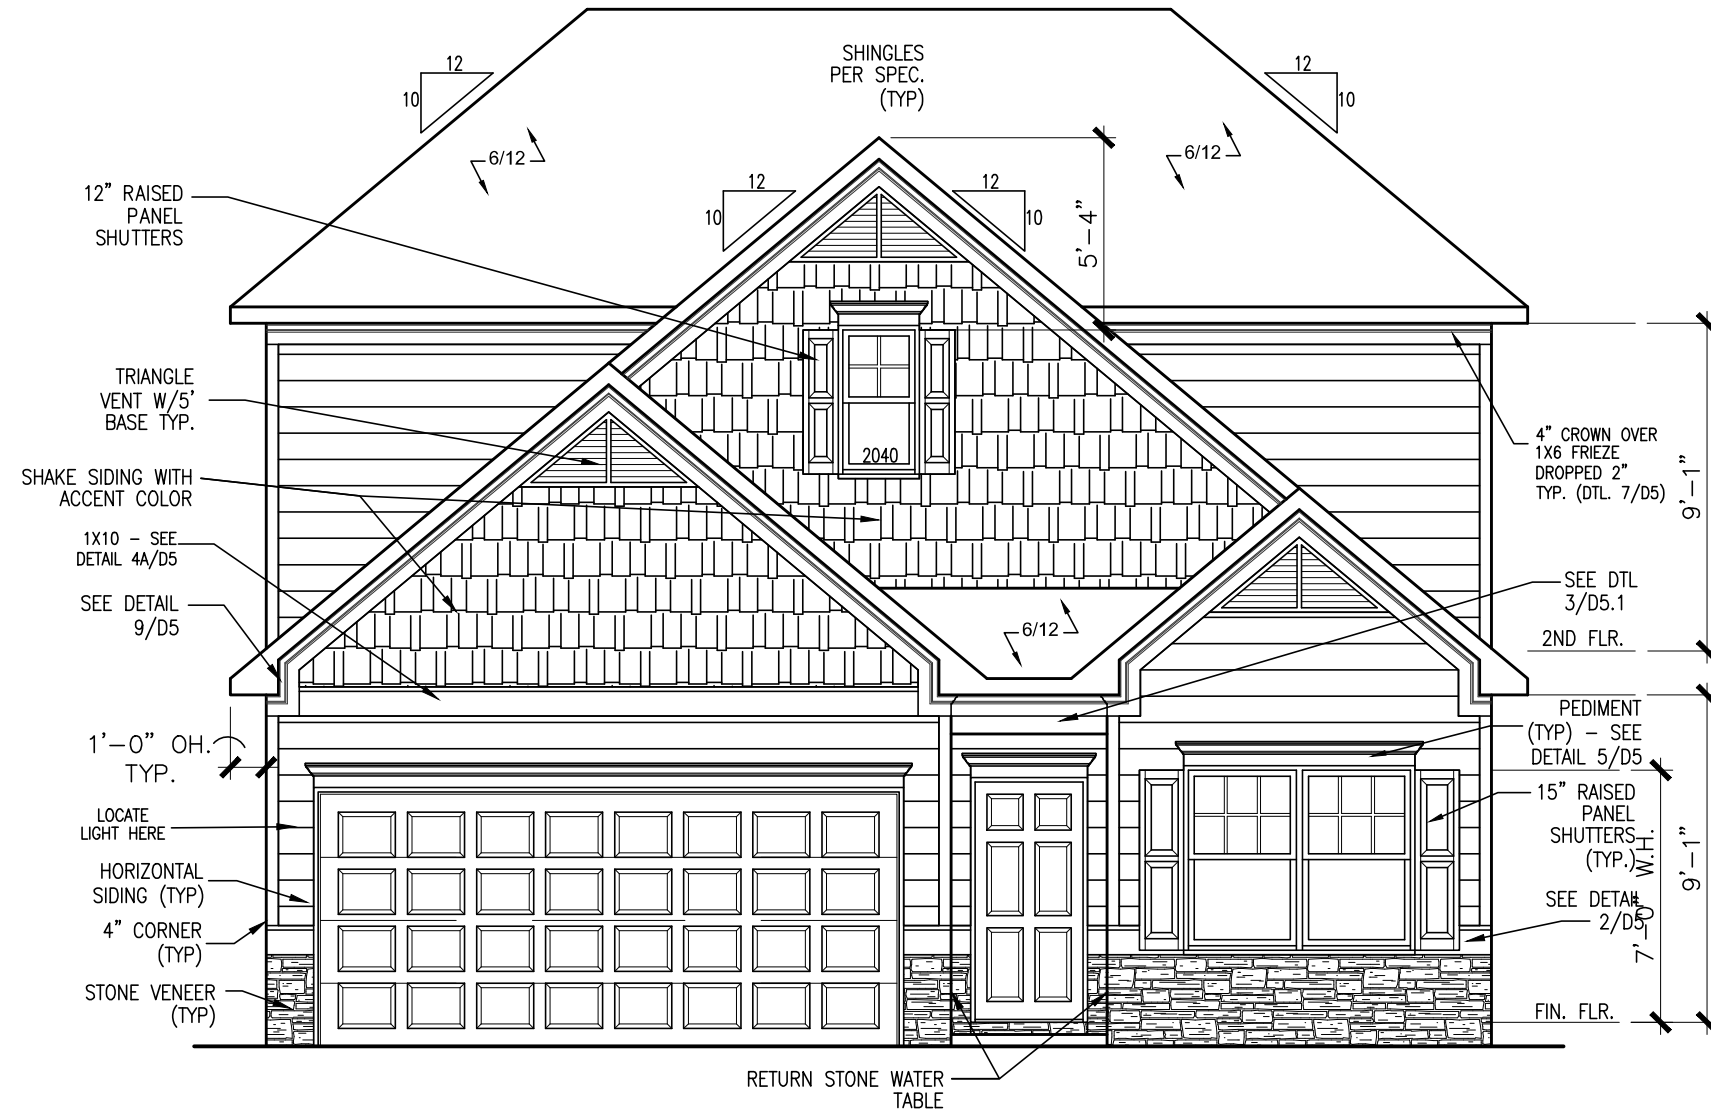 SHINGLES
PER SPEC.
(TYP)
12
10
12
10
6/12
6/12
12
10
12
10
5'-4"
12" RAISED
PANEL
SHUTTERS
TRIANGLE
VENT W/5'
BASE TYP.
2040
4" CROWN OVER
1X6 FRIEZE
DROPPED 2"
TYP. (DTL. 7/D5)
9'-1"
SHAKE SIDING WITH
ACCENT COLOR
1X10 - SEE
DETAIL 4A/D5
SEE DETAIL
9/D5
SEE DTL
3/D5.1
6/12
2ND FLR.
1'-0" OH.
TYP.
PEDIMENT
(TYP) - SEE
DETAIL 5/D5
15" RAISED
PANEL
SHUTTERS
(TYP.)
7'-0" W.H.
9'-1"
LOCATE
LIGHT HERE
HORIZONTAL
SIDING (TYP)
4" CORNER
(TYP)
SEE DETAIL
2/D5
STONE VENEER
(TYP)
FIN. FLR.
RETURN STONE WATER
TABLE